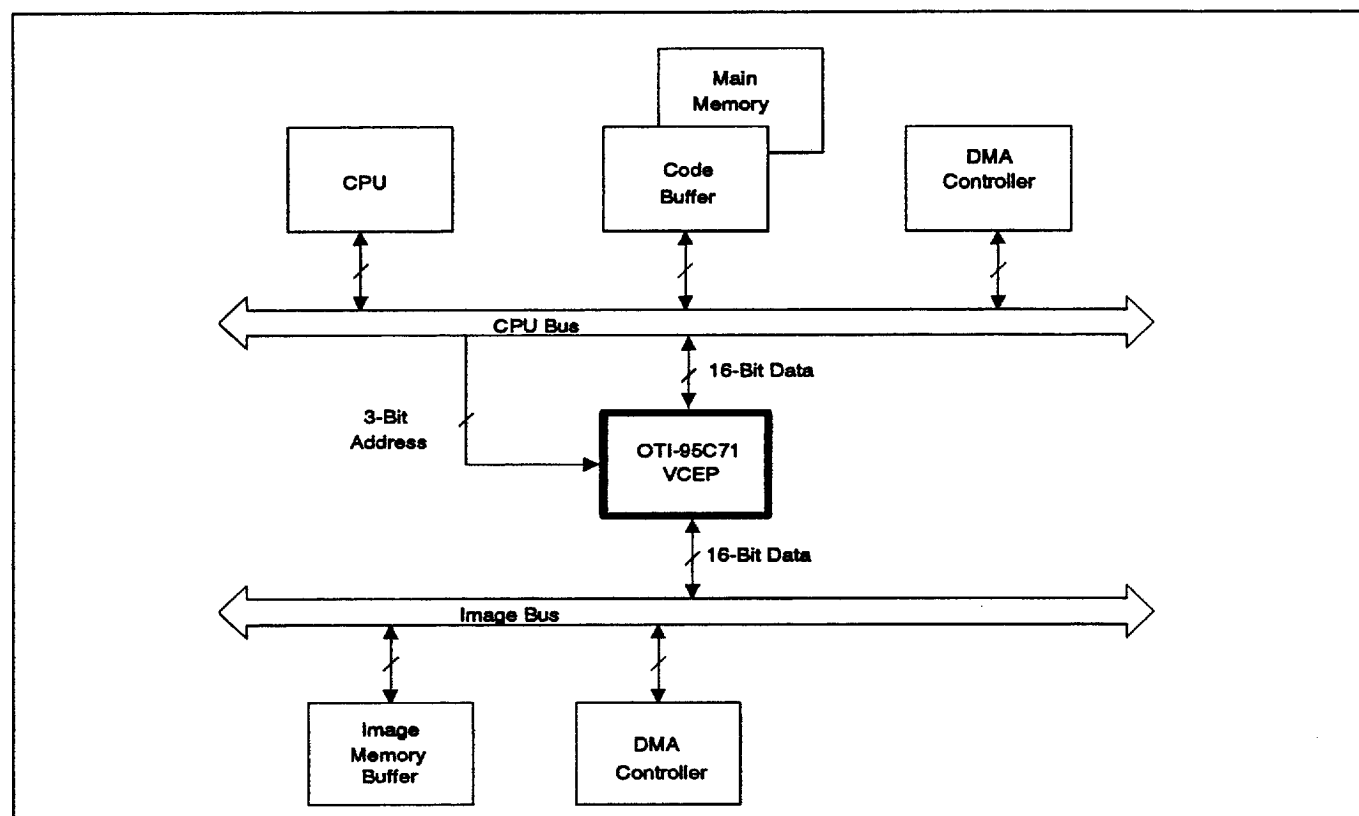 Main
Memory
CPU
Code
Buffer
DMA
Controller
CPU Bus
16-Bit Data
3-Bit
Address
OTI-95C71
VCEP
16-Bit Data
Image Bus
Image
Memory
Buffer
DMA
Controller